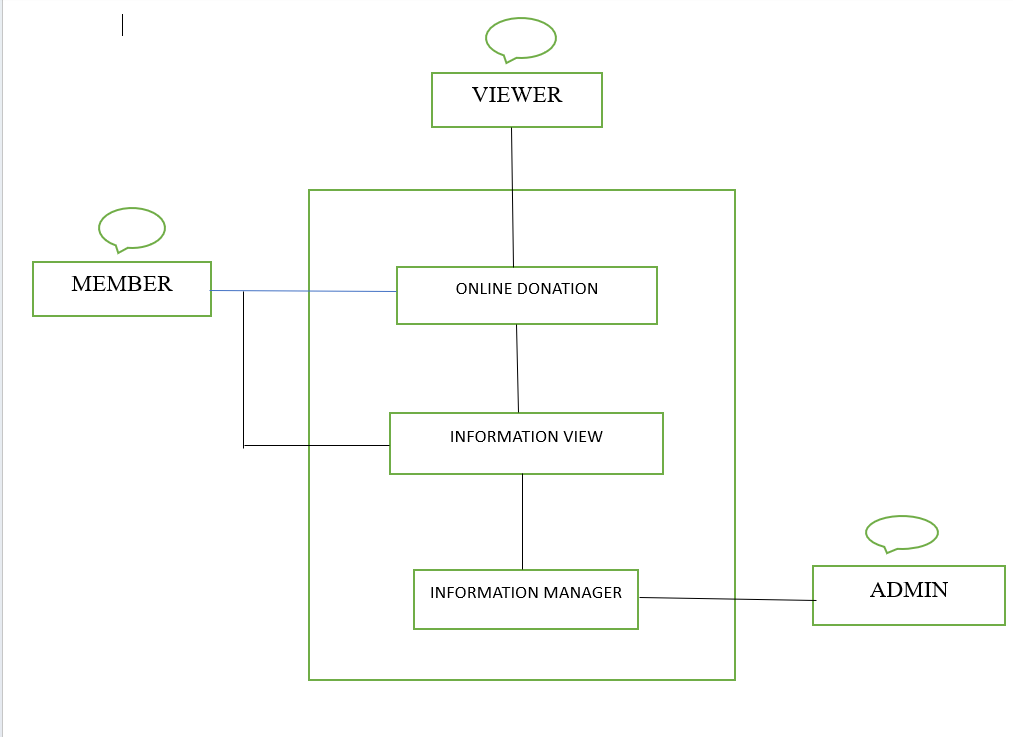 VIEWER
MEMBER
ONLINE DONATION
INFORMATION VIEW
INFORMATION MANAGER
ADMIN